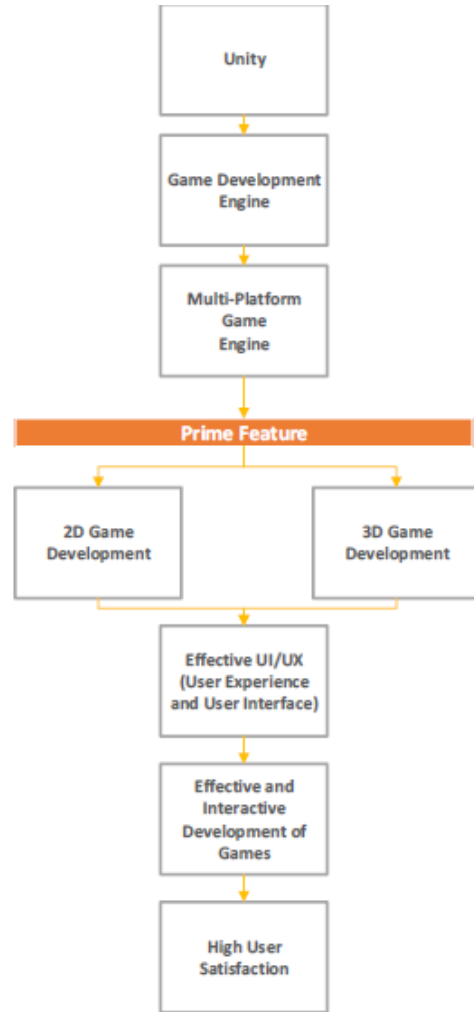 Unity
Game Development
Engine
Multi-Platform
Game
Engine
Prime Feature
2D Game
Development
3D Game
Development
Effective UI/UX
(User Experience
and User Interface)
Effective and
Interactive
Development of
Games
High User
Satisfaction